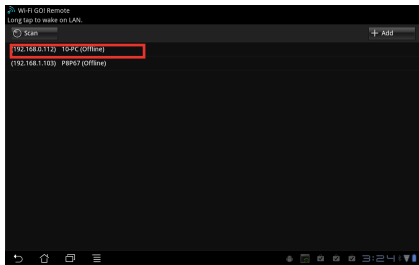 Wi-Fi GO! Remote
Long tap to wake on LAN.
Scan
+ Add
(192.168.0.112) 10-PC (Offline)
(192.168.1.103) P8P67 (Offline)
3:24